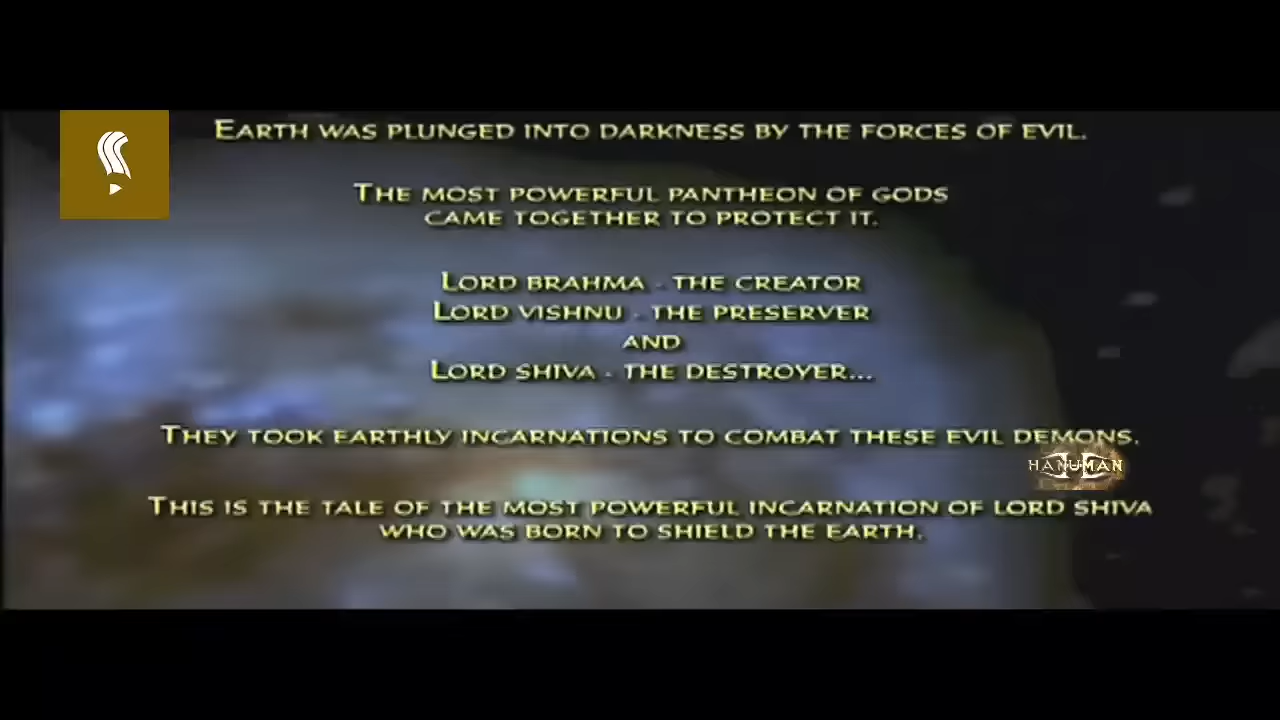 EARTH WAS PLUNGED INTO DARKNESS BY THE FORCES OF EVIL.
THE MOST POWERFUL PANTHEON OF GODS
CAME TOGETHER TO PROTECT IT.
LORD BRAHMA - THE CREATOR
LORD VISHNU - THE PRESERVER
AND
LORD SHIVA - THE DESTROYER...
THEY TOOK EARTHLY INCARNATIONS TO COMBAT THESE EVIL DEMONS.
HANUMAN
THIS IS THE TALE OF THE MOST POWERFUL INCARNATION OF LORD SHIVA
WHO WAS BORN TO SHIELD THE EARTH.